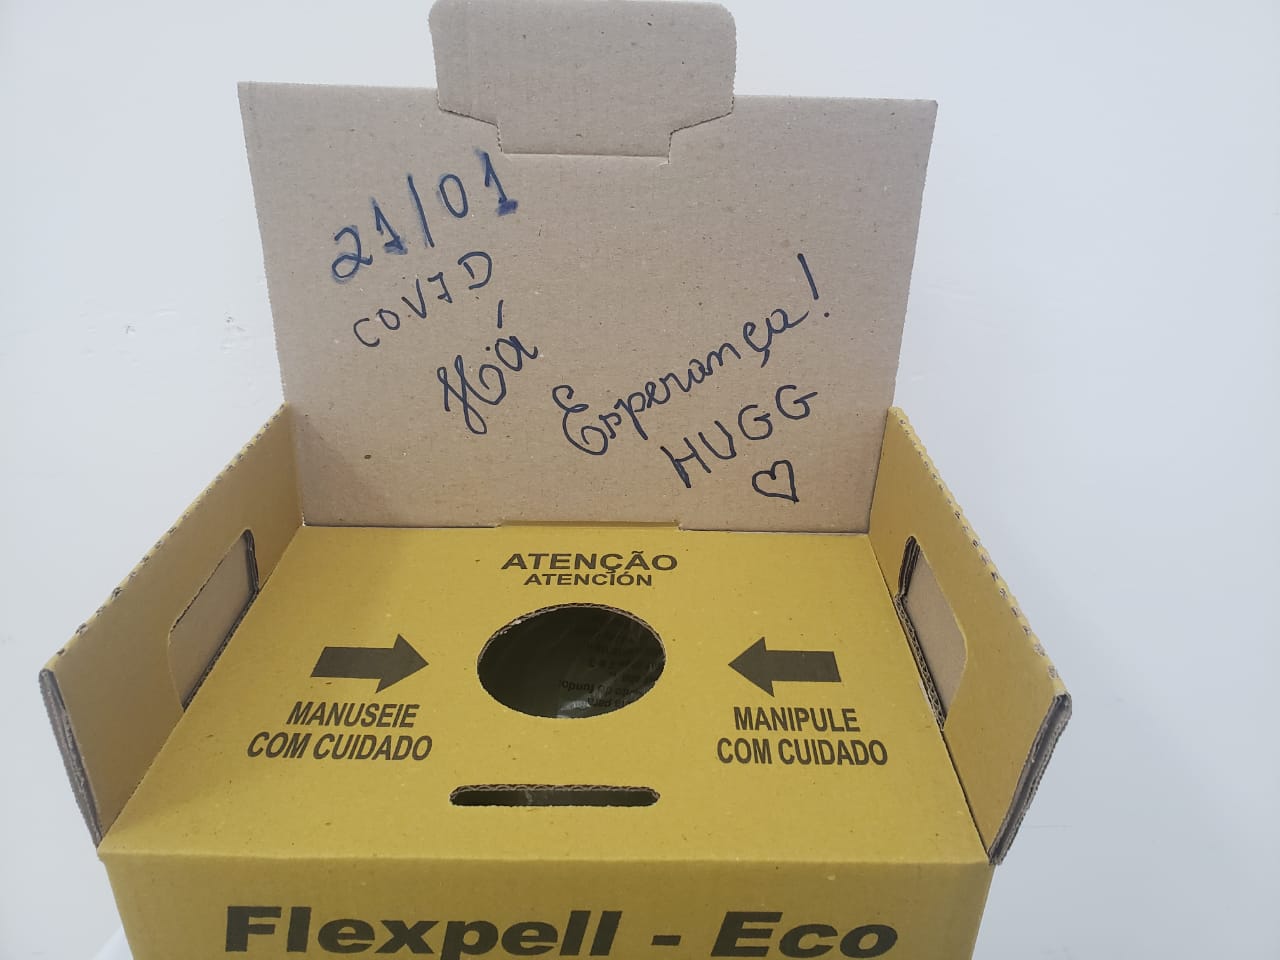 21/01
COVID
Há
Esperança!
HUGG
ATENÇÃO
ATENCIÓN
MANUSEIE
COM CUIDADO
MANIPULE
COM CUIDADO
Flexpell - Eco